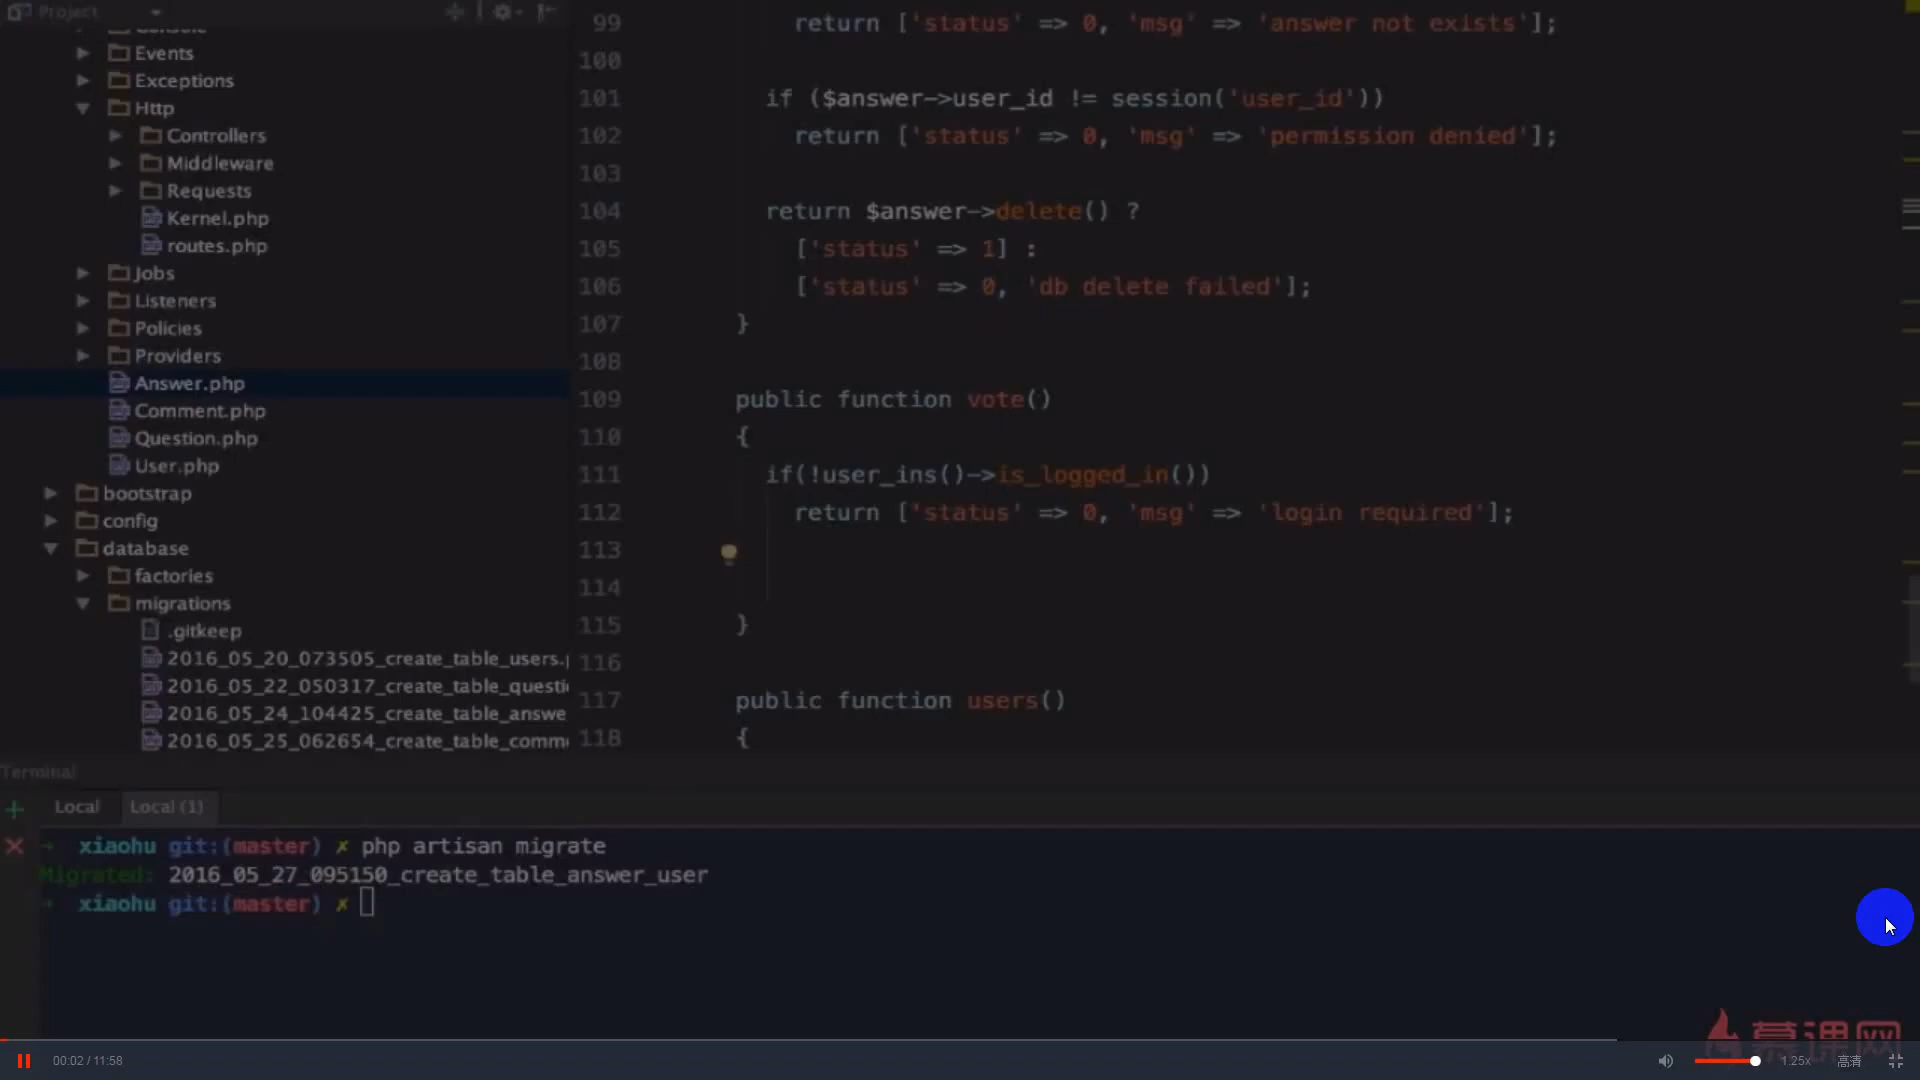 Project
Console
Events
Exceptions
Http
Controllers
Middleware
Requests
Kernel.php
routes.php
Jobs
Listeners
Policies
Providers
Answer.php
Comment.php
Question.php
User.php
bootstrap
config
database
factories
migrations
.gitkeep
2016_05_20_073505_create_table_users.
2016_05_22_050317_create_table_questi
2016_05_24_104425_create_table_answe
2016_05_25_062654_create_table_comm
99 return ['status' => 0, 'msg' => 'answer not exists'];
100
101 if ($answer->user_id != session('user_id'))
102 return ['status' => 0, 'msg' => 'permission denied'];
103
104 return $answer->delete() ?
105 ['status' => 1] :
106 ['status' => 0, 'db delete failed'];
107 }
108
109 public function vote()
110 {
111 if(!user_ins()->is_logged_in())
112 return ['status' => 0, 'msg' => 'login required'];
113
114
115 }
116
117 public function users()
118 {
Terminal
Local Local (1)
→ xiaohu git:(master) ✗ php artisan migrate
Migrated: 2016_05_27_095150_create_table_answer_user
→ xiaohu git:(master) ✗
慕课网
00:02 / 11:58
1.25x 高清